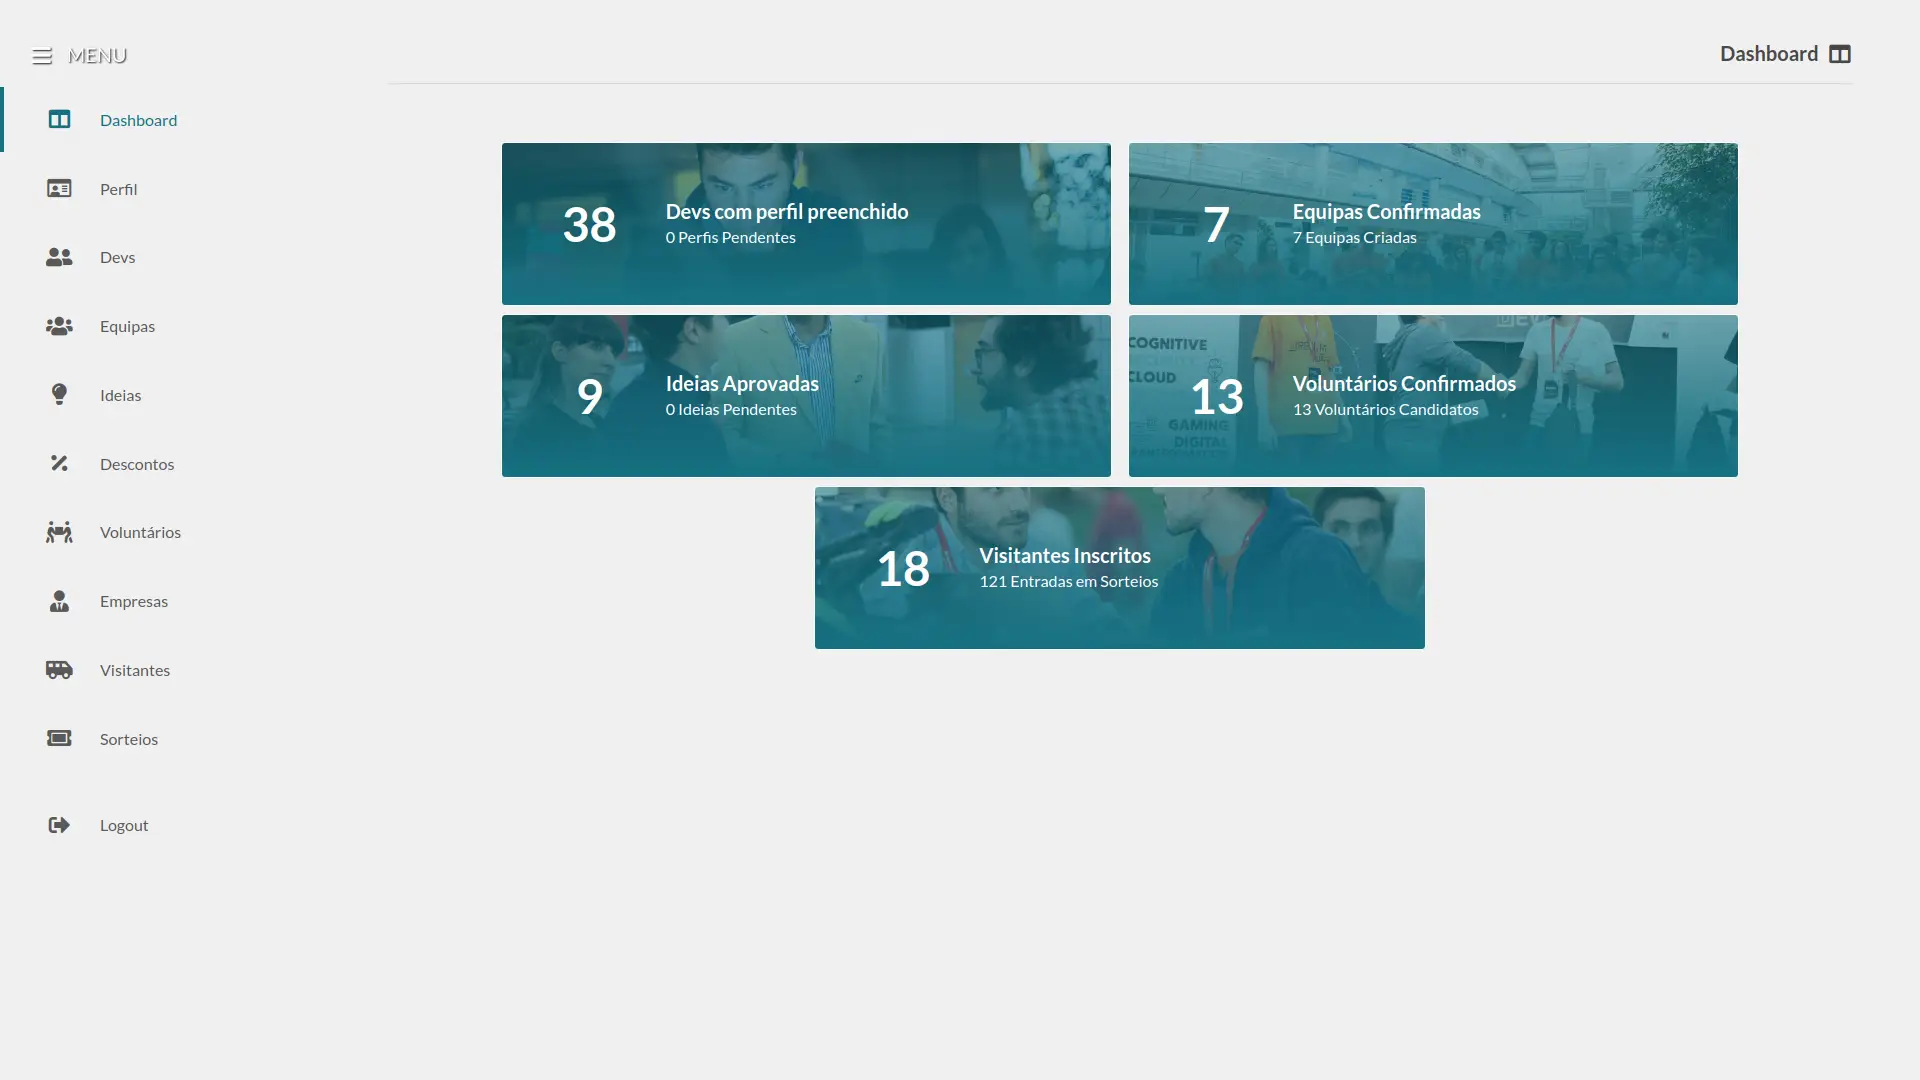 MENU
Dashboard
Dashboard
Perfil
Devs
Equipas
Ideias
Descontos
Voluntários
Empresas
Visitantes
Sorteios
Logout
38
Devs com perfil preenchido
0 Perfis Pendentes
7
Equipas Confirmadas
7 Equipas Criadas
9
Ideias Aprovadas
0 Ideias Pendentes
COGNITIVE
CLOUD
GAMING
DIGITAL
13
Voluntários Confirmados
13 Voluntários Candidatos
18
Visitantes Inscritos
121 Entradas em Sorteios